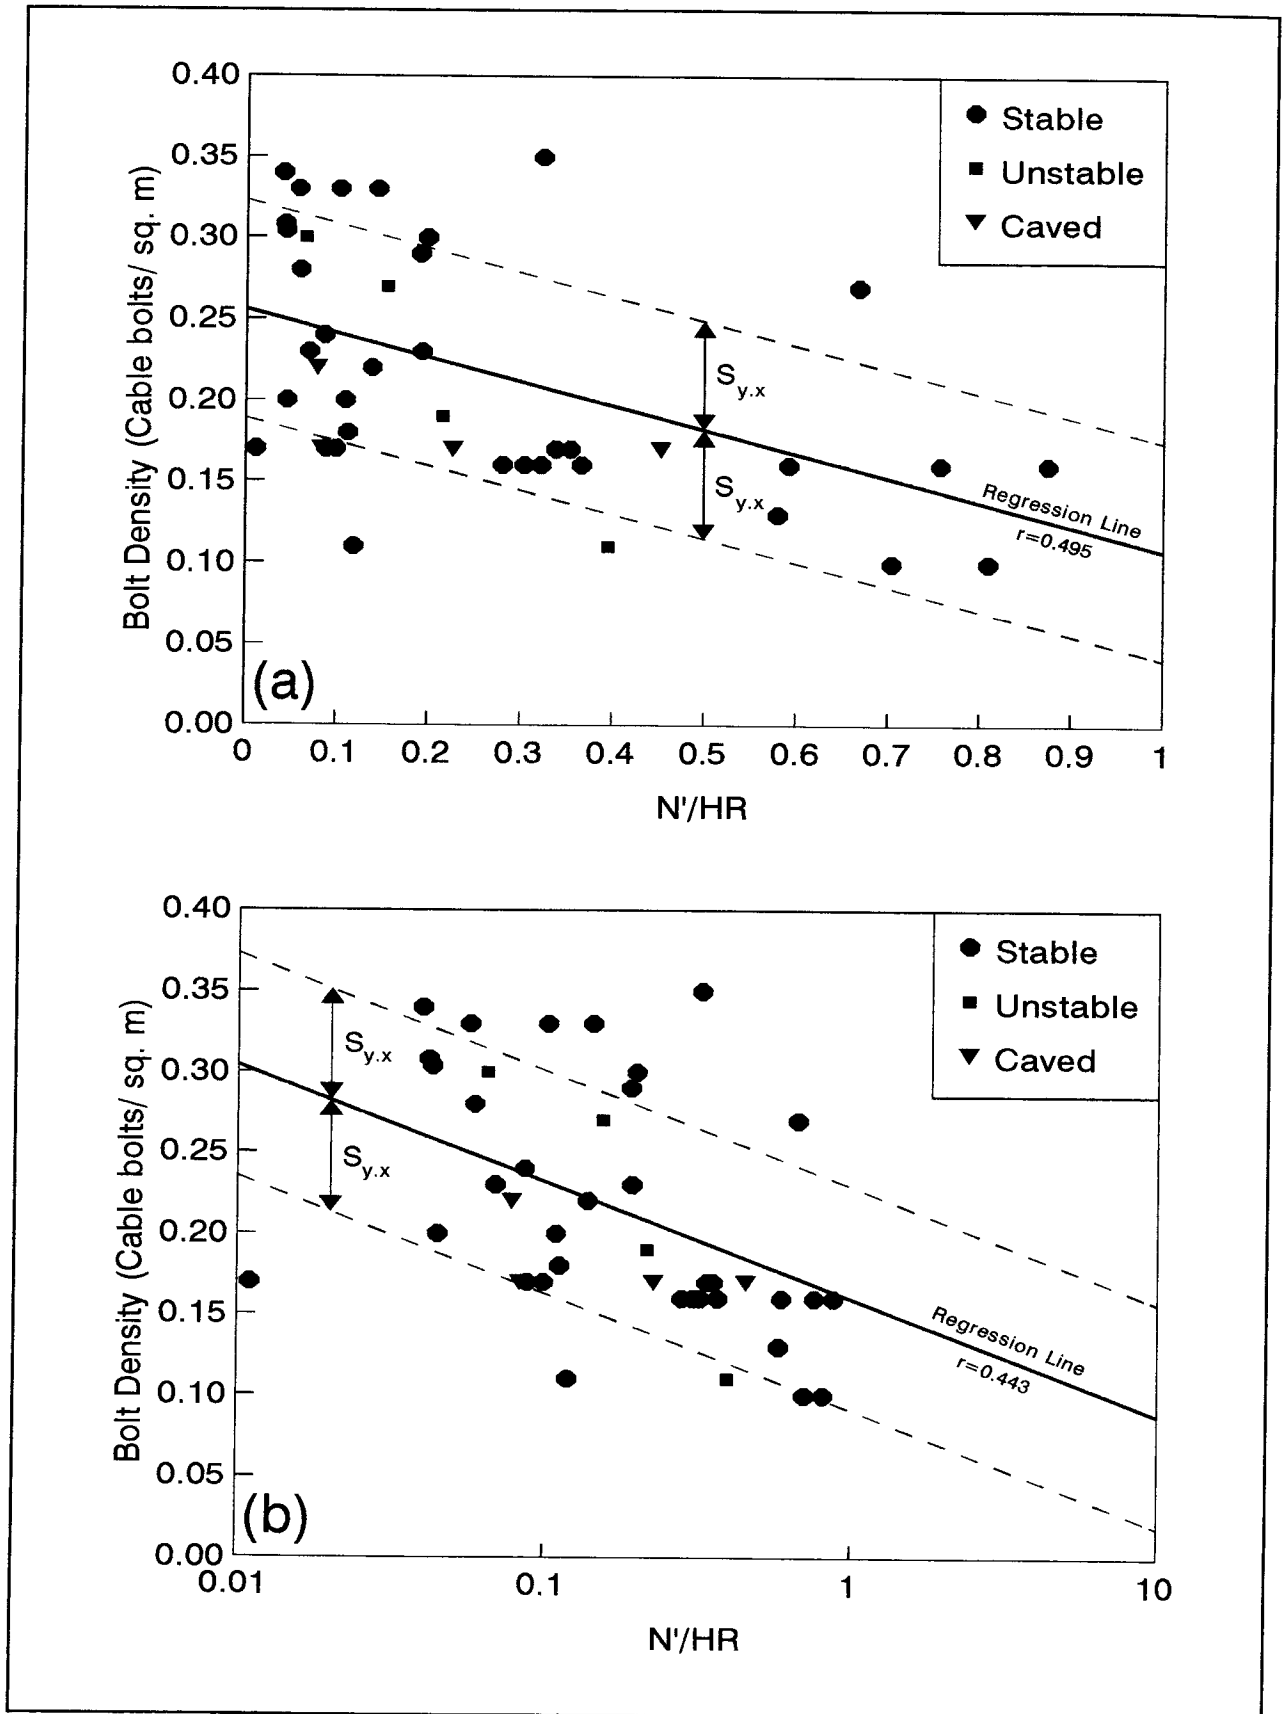 0.40
0.35
0.30
0.25
0.20
0.15
0.10
0.05
0.00
Bolt Density (Cable bolts/ sq. m)
Stable
Unstable
Caved
Sy.x
Sy.x
Regression Line
r=0.495
(a)
0 0.1 0.2 0.3 0.4 0.5 0.6 0.7 0.8 0.9 1
N'/HR
0.40
0.35
0.30
0.25
0.20
0.15
0.10
0.05
0.00
Bolt Density (Cable bolts/ sq. m)
Stable
Unstable
Caved
Sy.x
Sy.x
Regression Line
r=0.443
(b)
0.01 0.1 1 10
N'/HR